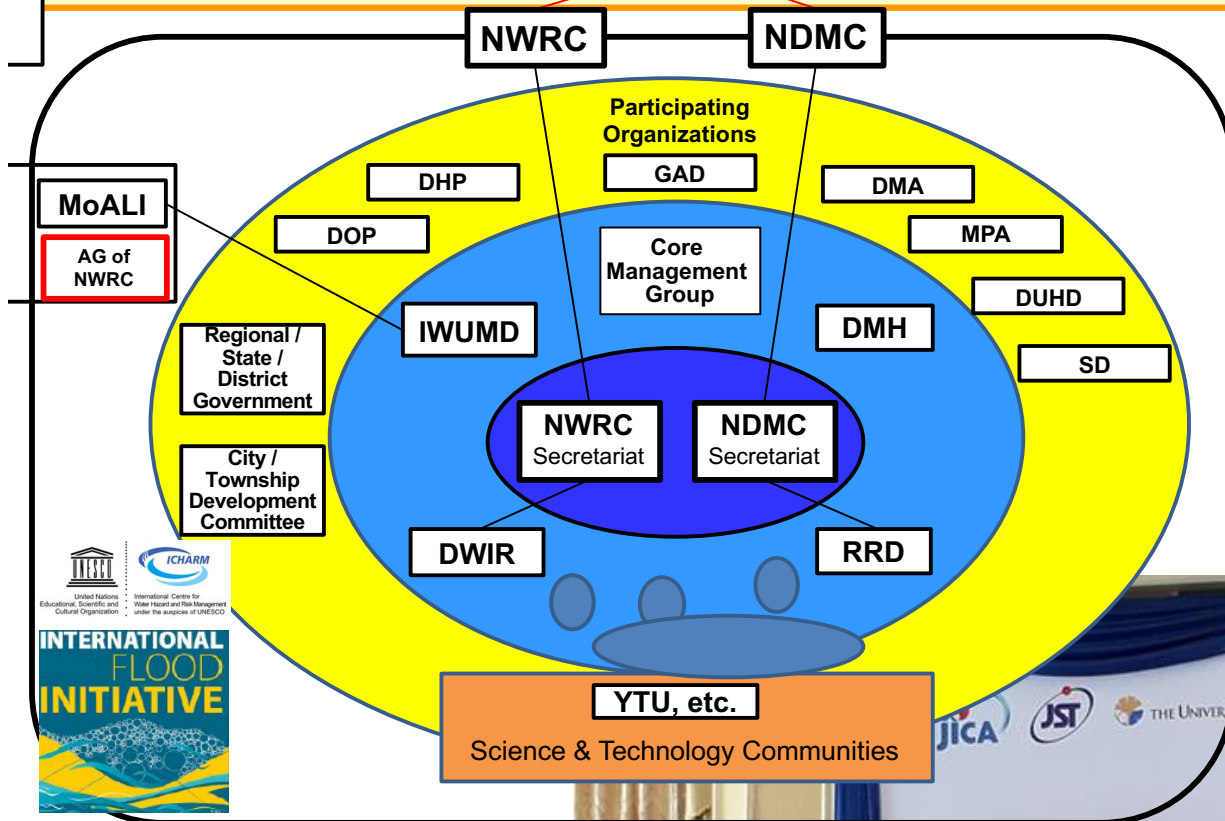 NWRC
NDMC
Participating
Organizations
GAD
DHP
DMA
DOP
MPA
MoALI
AG of
NWRC
Core
Management
Group
DUHD
IWUMD
DMH
Regional /
State /
District
Government
SD
NWRC
Secretariat
NDMC
Secretariat
City /
Township
Development
Committee
DWIR
RRD
UNESCO
United Nations
Educational, Scientific and
Cultural Organization
ICHARM
International Centre for
Water Hazard and Risk Management
under the auspices of UNESCO
INTERNATIONAL
FLOOD
INITIATIVE
YTU, etc.
Science & Technology Communities
JICA
JST
THE UNIVER